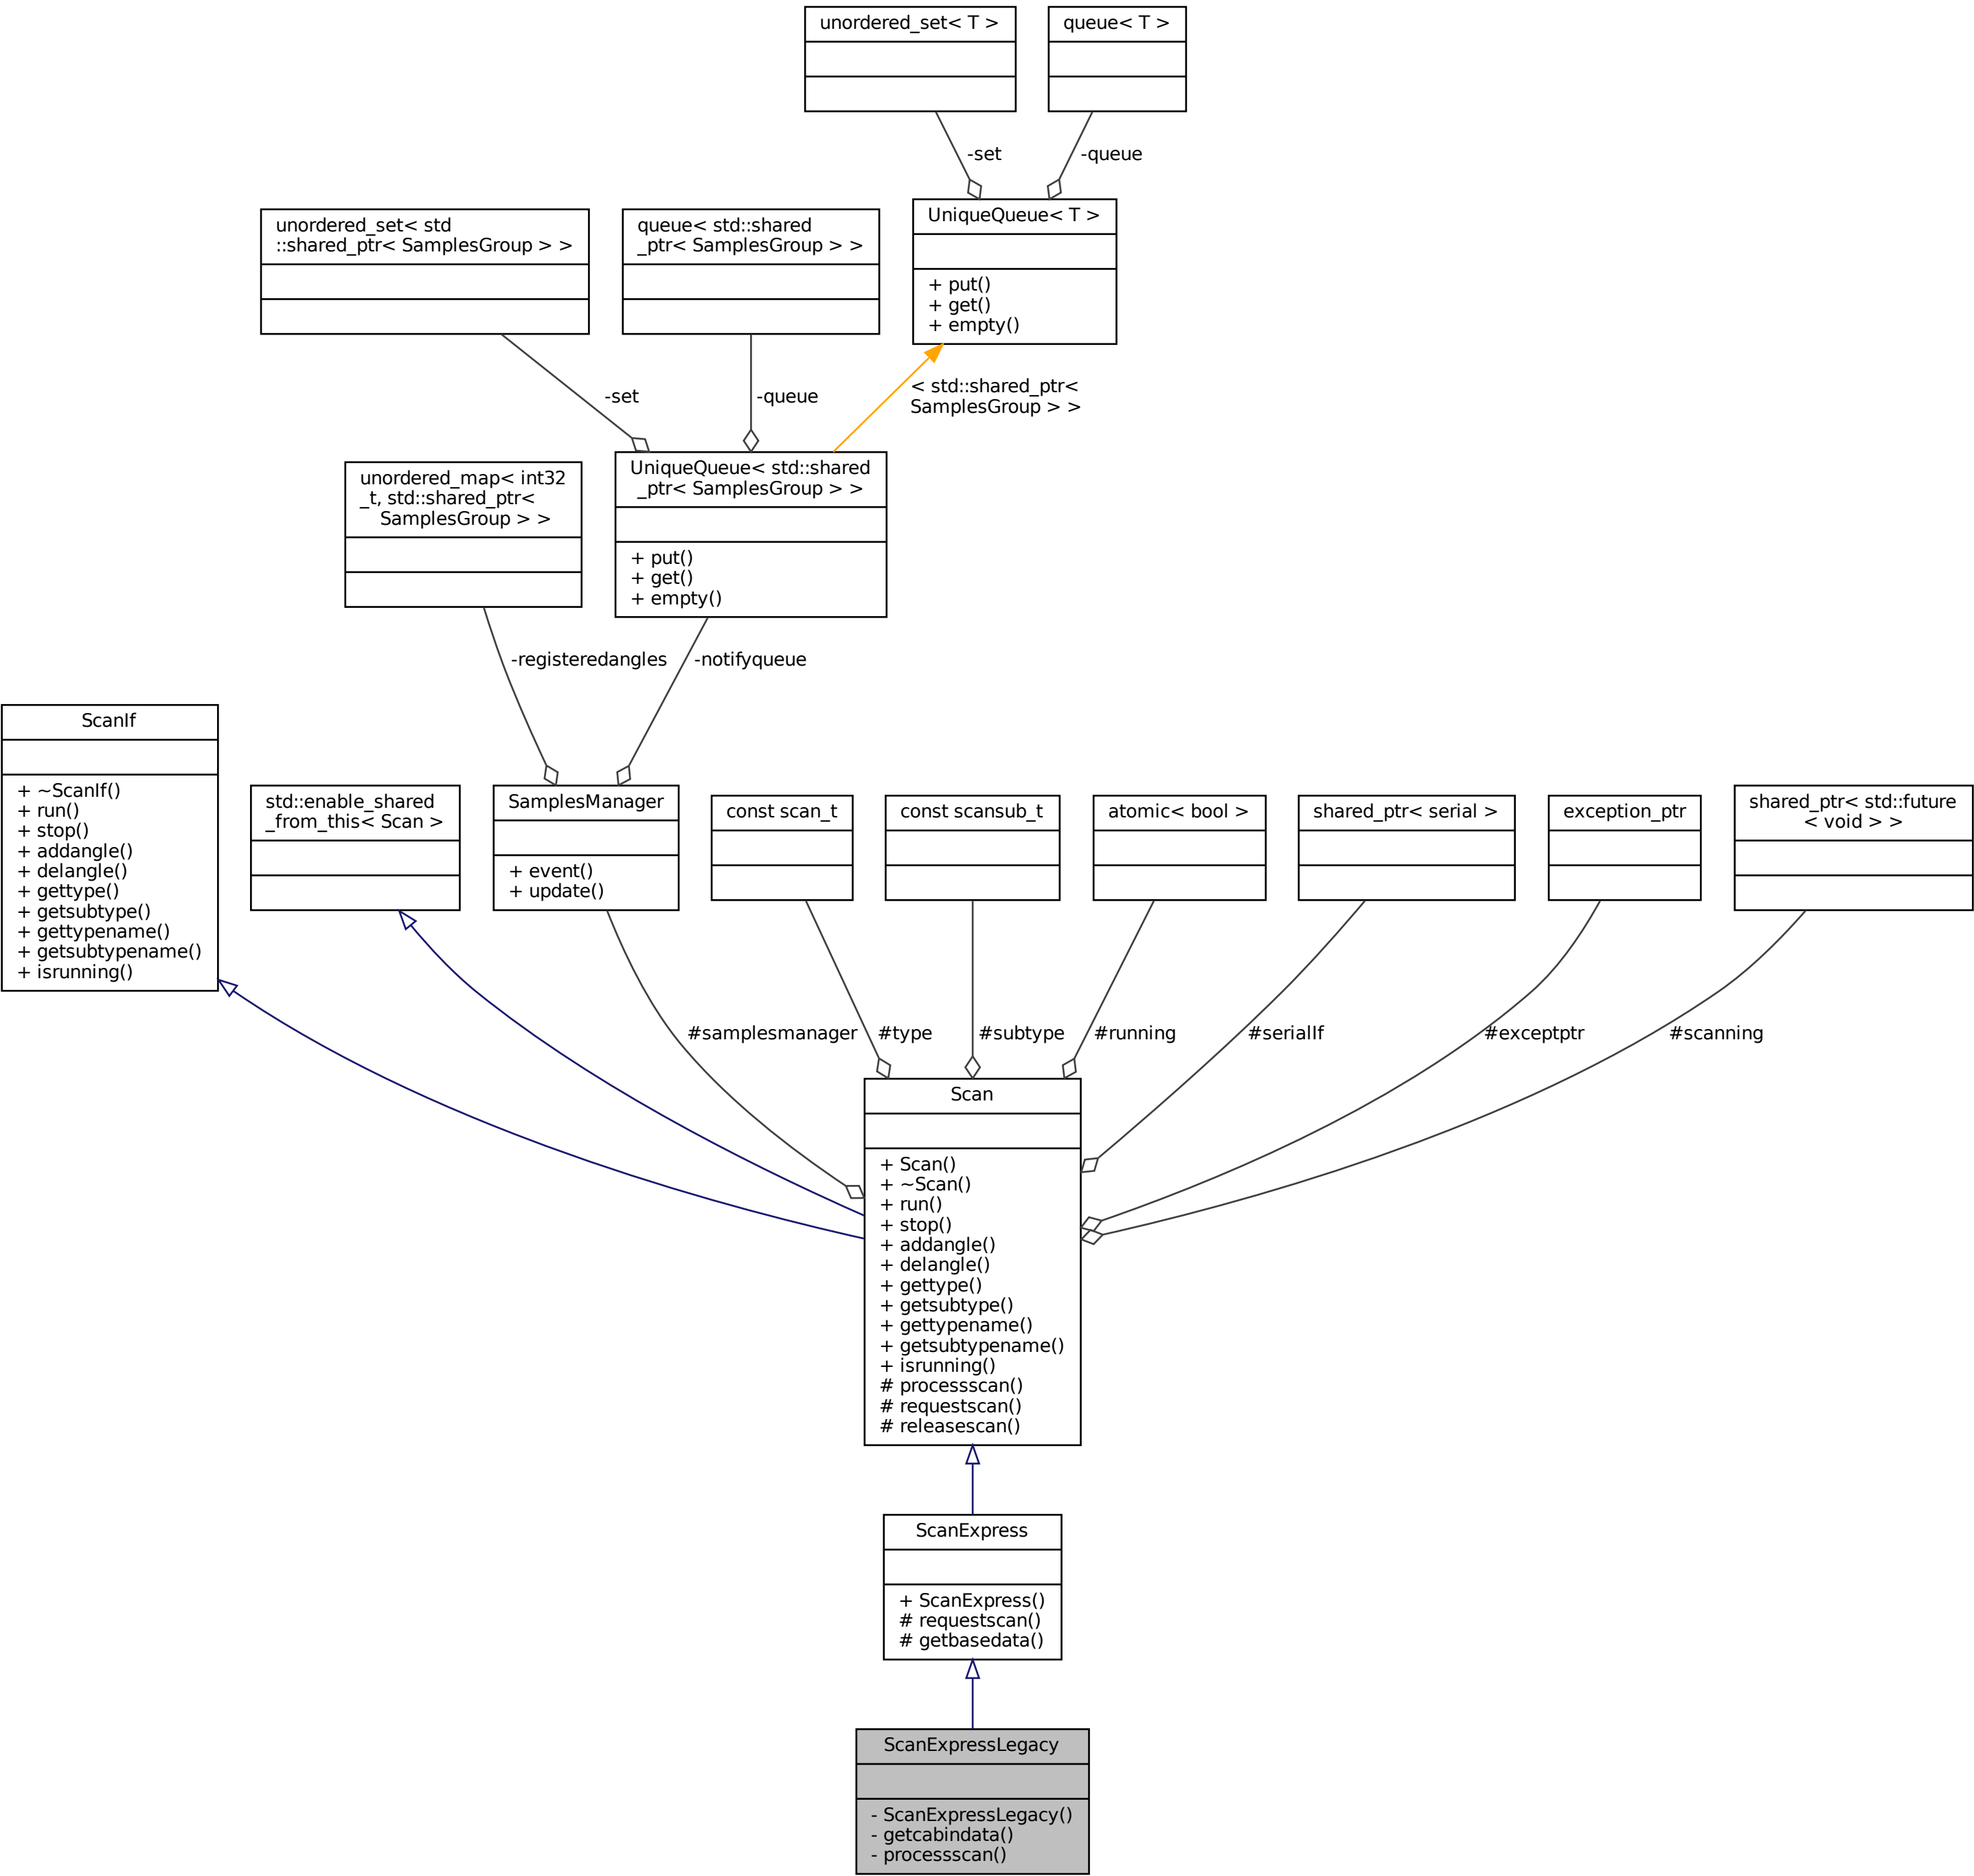 unordered_set< T >
queue< T >
-set
-queue
unordered_set< std
::shared_ptr< SamplesGroup > >
queue< std::shared
_ptr< SamplesGroup > >
UniqueQueue< T >
+ put()
+ get()
+ empty()
-set
-queue
< std::shared_ptr<
SamplesGroup > >
unordered_map< int32
_t, std::shared_ptr<
SamplesGroup > >
UniqueQueue< std::shared
_ptr< SamplesGroup > >
+ put()
+ get()
+ empty()
-registeredangles
-notifyqueue
ScanIf
+ ~ScanIf()
+ run()
+ stop()
+ addangle()
+ delangle()
+ gettype()
+ getsubtype()
+ gettypename()
+ getsubtypename()
+ isrunning()
std::enable_shared
_from_this< Scan >
SamplesManager
+ event()
+ update()
const scan_t
const scansub_t
atomic< bool >
shared_ptr< serial >
exception_ptr
shared_ptr< std::future
< void > >
#samplesmanager
#type
#subtype
#running
#serialIf
#exceptptr
#scanning
Scan
+ Scan()
+ ~Scan()
+ run()
+ stop()
+ addangle()
+ delangle()
+ gettype()
+ getsubtype()
+ gettypename()
+ getsubtypename()
+ isrunning()
# processscan()
# requestscan()
# releasescan()
ScanExpress
+ ScanExpress()
# requestscan()
# getbasedata()
ScanExpressLegacy
- ScanExpressLegacy()
- getcabindata()
- processscan()